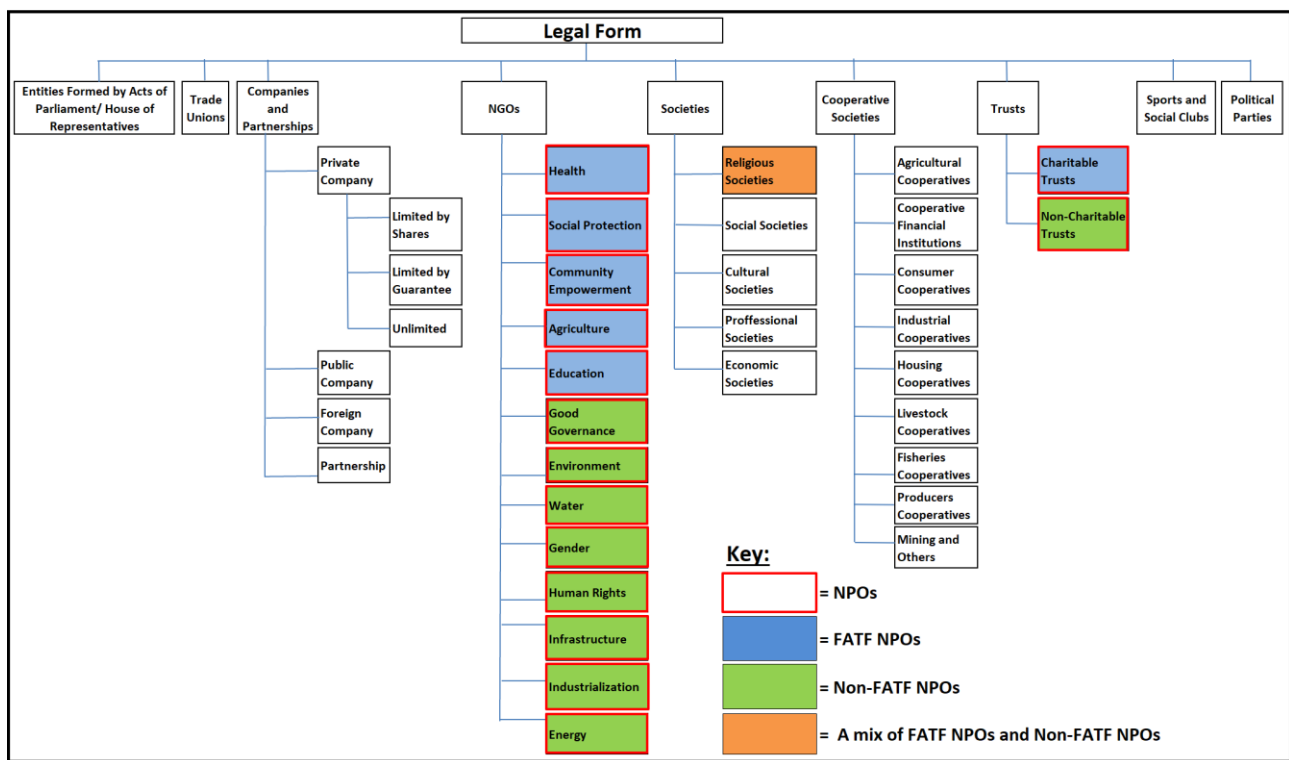 Legal Form
Entities Formed by Acts of
Parliament/ House of
Representatives
Trade
Unions
Companies
and
Partnerships
NGOs
Societies
Cooperative
Societies
Trusts
Sports and
Social Clubs
Political
Parties
Private
Company
Limited by
Shares
Limited by
Guarantee
Unlimited
Public
Company
Foreign
Company
Partnership
Health
Social Protection
Community
Empowerment
Agriculture
Education
Good
Governance
Environment
Water
Gender
Human Rights
Infrastructure
Industrialization
Energy
Religious
Societies
Social Societies
Cultural
Societies
Proffessional
Societies
Economic
Societies
Agricultural
Cooperatives
Cooperative
Financial
Institutions
Consumer
Cooperatives
Industrial
Cooperatives
Housing
Cooperatives
Livestock
Cooperatives
Fisheries
Cooperatives
Producers
Cooperatives
Mining and
Others
Charitable
Trusts
Non-Charitable
Trusts
Key:
= NPOs
= FATF NPOs
= Non-FATF NPOs
= A mix of FATF NPOs and Non-FATF NPOs